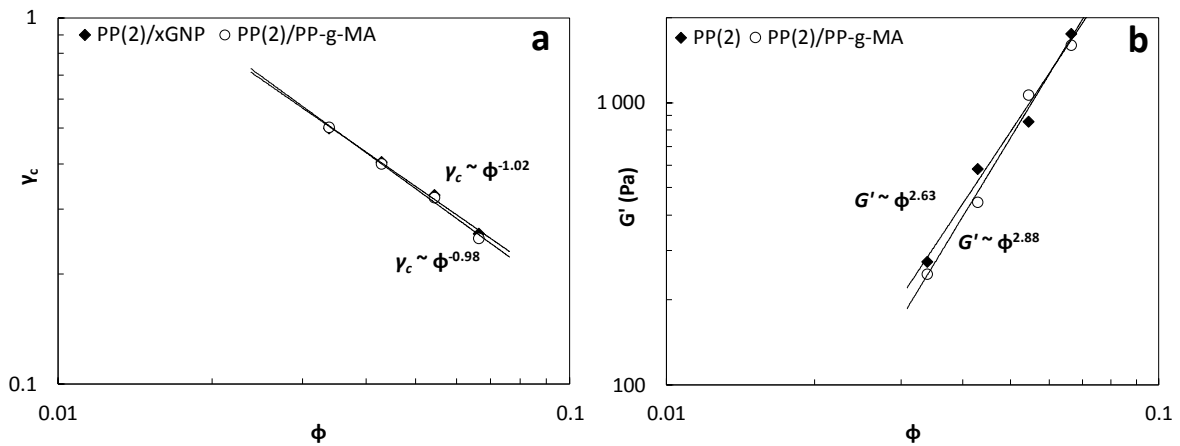 1
◆ PP(2)/xGNP ○ PP(2)/PP-g-MA
a
γc
γc ~ ϕ-1.02
γc ~ ϕ-0.98
0.1
0.01 0.1
ϕ
◆ PP(2) ○ PP(2)/PP-g-MA
b
1 000
G' (Pa)
G' ~ ϕ2.63
G' ~ ϕ2.88
100
0.01 0.1
ϕ